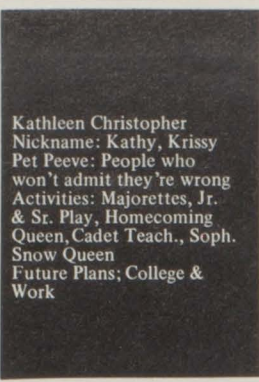 Kathleen Christopher
Nickname: Kathy, Krissy
Pet Peeve: People who
won't admit they're wrong
Activities: Majorettes, Jr.
& Sr. Play, Homecoming
Queen, Cadet Teach., Soph.
Snow Queen
Future Plans; College &
Work